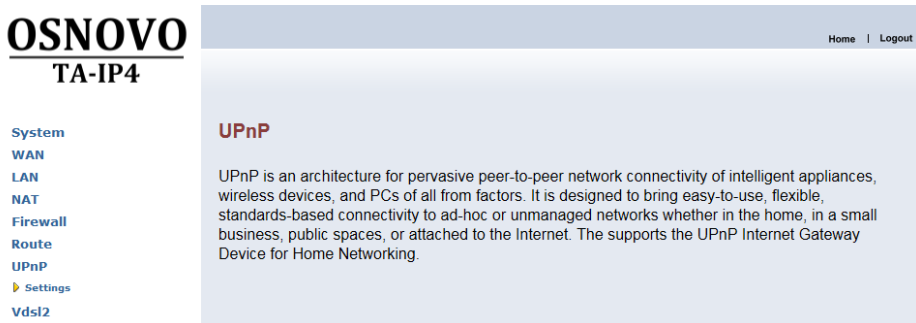 OSNOVO
TA-IP4
Home | Logout
System
WAN
LAN
NAT
Firewall
Route
UPnP
Settings
Vdsl2
UPnP
UPnP is an architecture for pervasive peer-to-peer network connectivity of intelligent appliances,
wireless devices, and PCs of all from factors. It is designed to bring easy-to-use, flexible,
standards-based connectivity to ad-hoc or unmanaged networks whether in the home, in a small
business, public spaces, or attached to the Internet. The supports the UPnP Internet Gateway
Device for Home Networking.